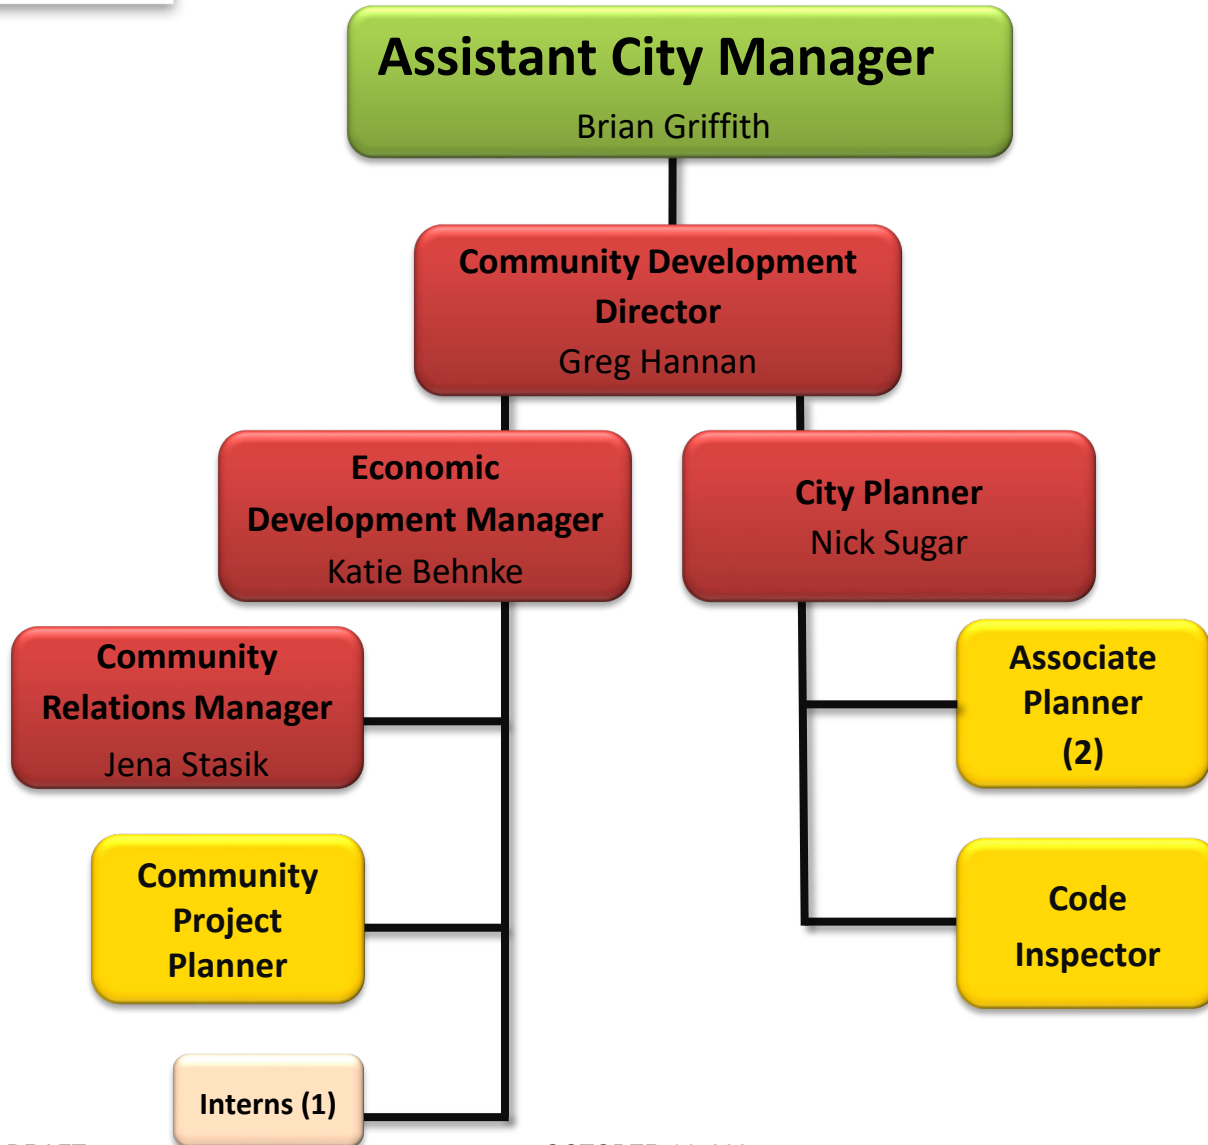 Assistant City Manager
Brian Griffith
Community Development
Director
Greg Hannan
Economic
Development Manager
Katie Behnke
City Planner
Nick Sugar
Community
Relations Manager
Jena Stasik
Associate
Planner
(2)
Community
Project
Planner
Code
Inspector
Interns (1)